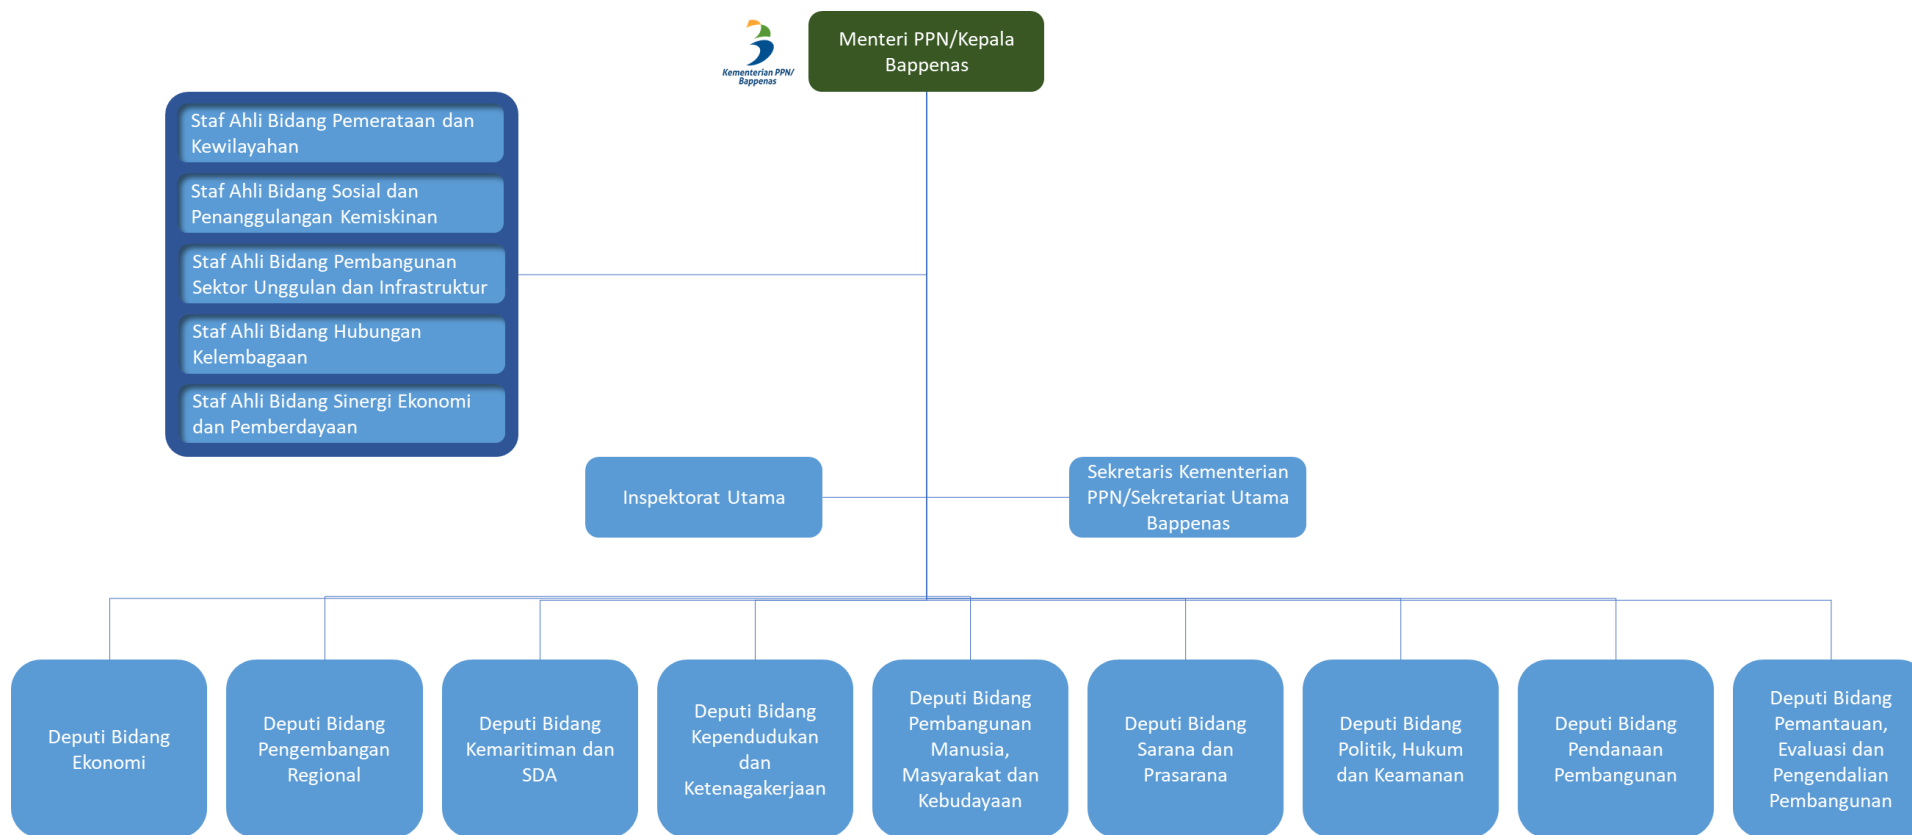 Kementerian PPN/
Bappenas
Menteri PPN/Kepala
Bappenas
Staf Ahli Bidang Pemerataan dan
Kewilayahan
Staf Ahli Bidang Sosial dan
Penanggulangan Kemiskinan
Staf Ahli Bidang Pembangunan
Sektor Unggulan dan Infrastruktur
Staf Ahli Bidang Hubungan
Kelembagaan
Staf Ahli Bidang Sinergi Ekonomi
dan Pemberdayaan
Inspektorat Utama
Sekretaris Kementerian
PPN/Sekretariat Utama
Bappenas
Deputi Bidang
Ekonomi
Deputi Bidang
Pengembangan
Regional
Deputi Bidang
Kemaritiman dan
SDA
Deputi Bidang
Kependudukan
dan
Ketenagakerjaan
Deputi Bidang
Pembangunan
Manusia,
Masyarakat dan
Kebudayaan
Deputi Bidang
Sarana dan
Prasarana
Deputi Bidang
Politik, Hukum
dan Keamanan
Deputi Bidang
Pendanaan
Pembangunan
Deputi Bidang
Pemantauan,
Evaluasi dan
Pengendalian
Pembangunan